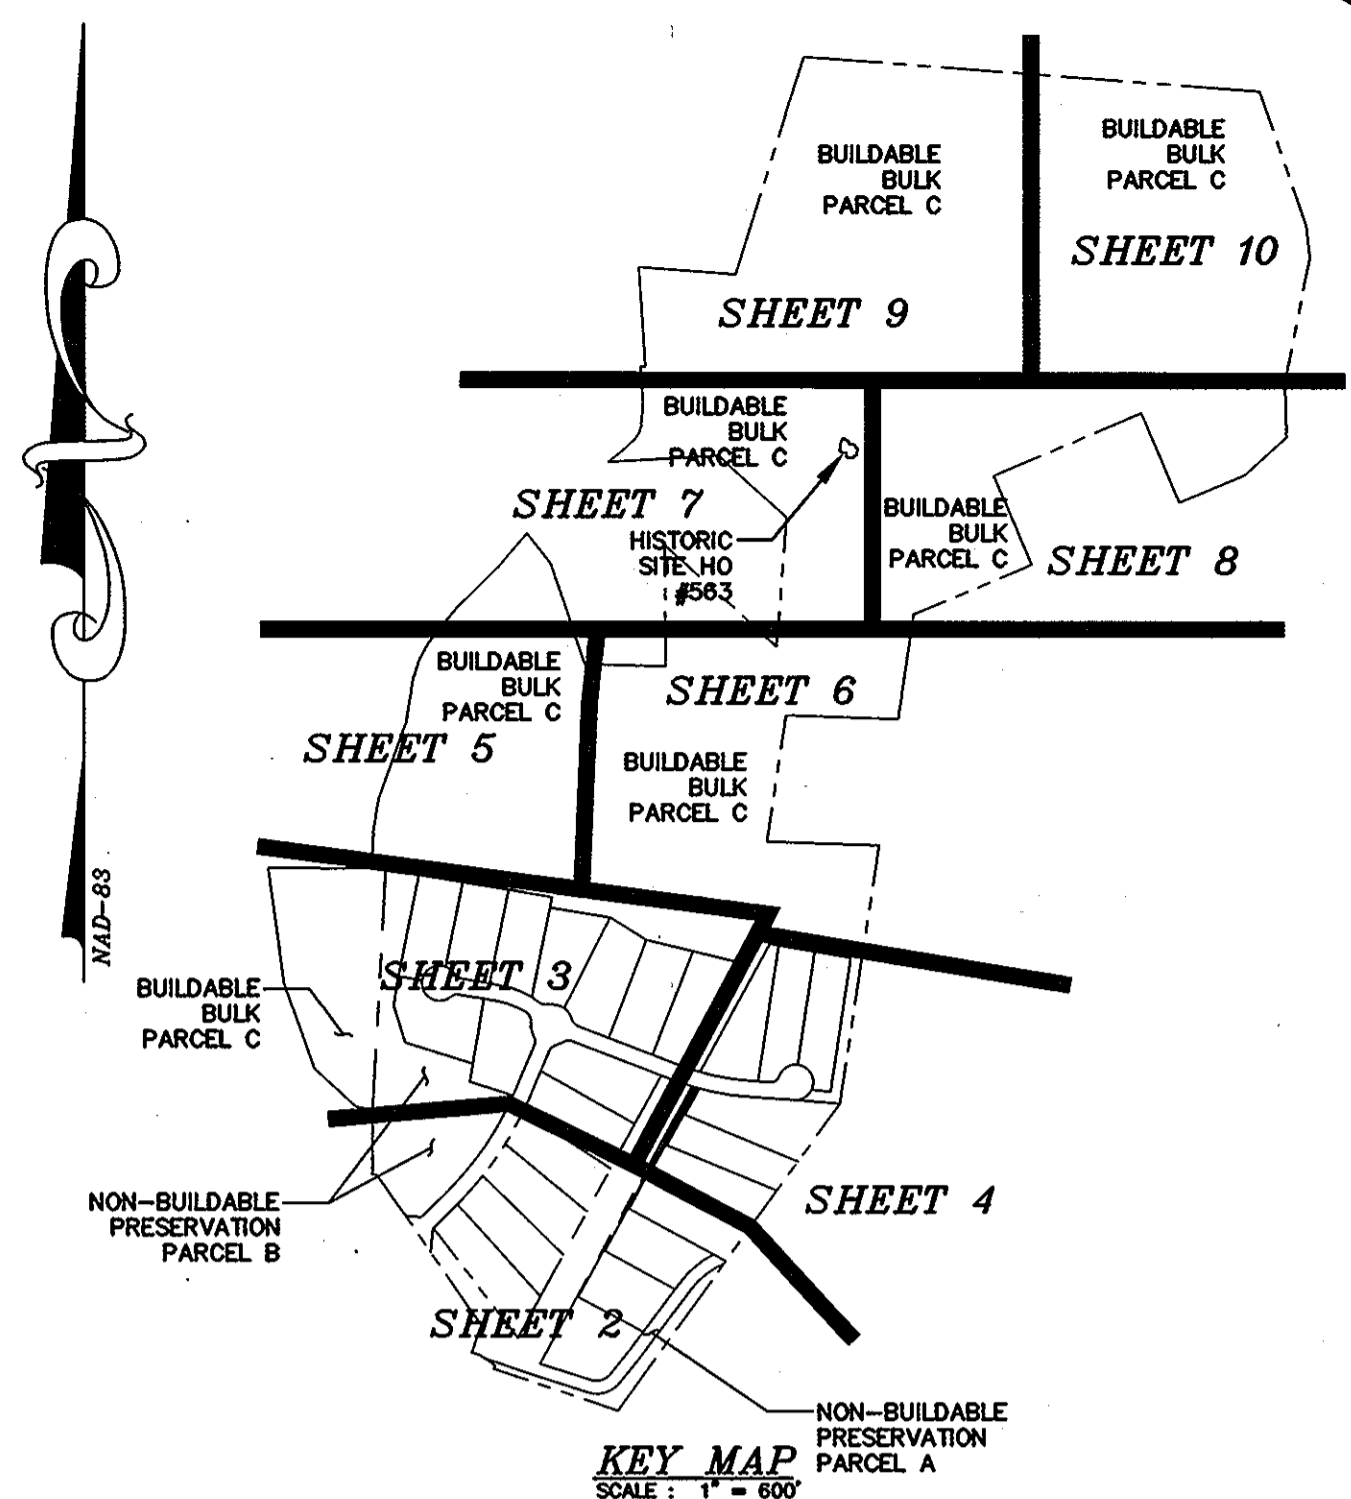 BUILDABLE
BULK
PARCEL C
BUILDABLE
BULK
PARCEL C
SHEET 10
SHEET 9
BUILDABLE
BULK
PARCEL C
SHEET 7
HISTORIC
SITE HO
#563
BUILDABLE
BULK
PARCEL C
SHEET 8
BUILDABLE
BULK
PARCEL C
SHEET 6
SHEET 5
BUILDABLE
BULK
PARCEL C
NAD-83
SHEET 3
BUILDABLE
BULK
PARCEL C
NON-BUILDABLE
PRESERVATION
PARCEL B
SHEET 4
SHEET 2
NON-BUILDABLE
PRESERVATION
PARCEL A
KEY MAP
SCALE : 1" = 600'